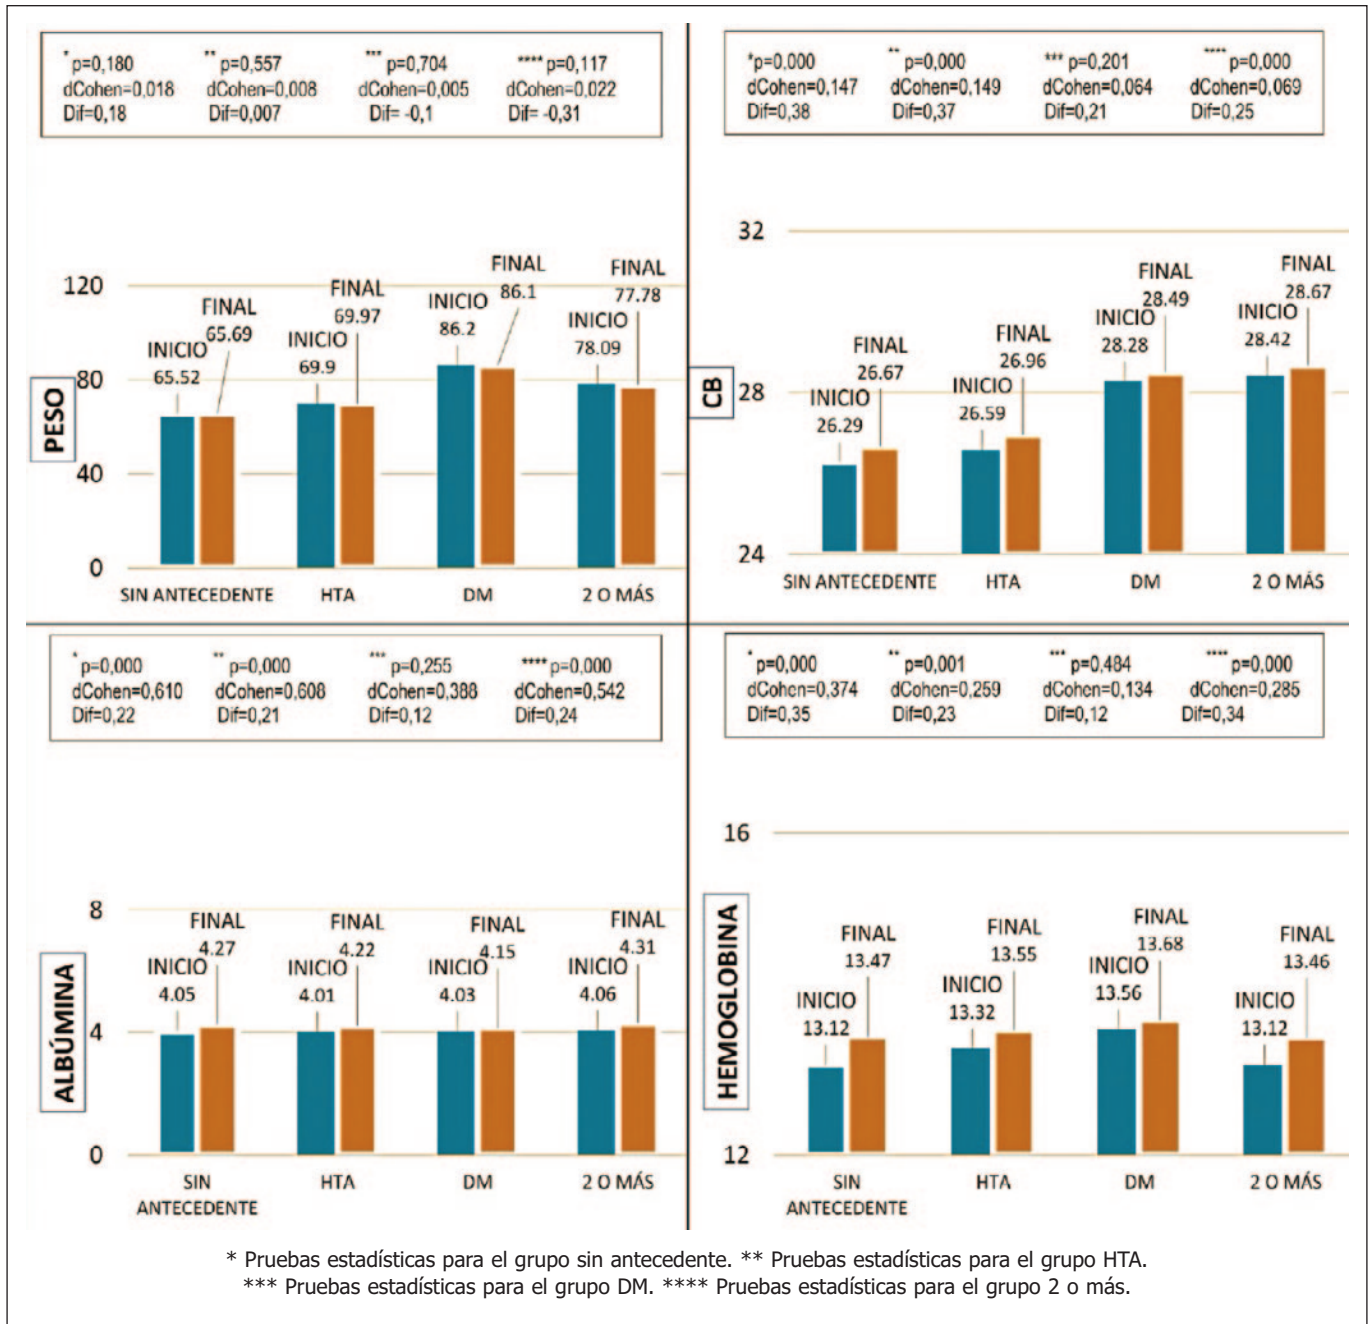 * p=0,180 ** p=0,557 *** p=0,704 **** p=0,117
dCohen=0,018 dCohen=0,008 dCohen=0,005 dCohen=0,022
Dif=0,18 Dif=0,007 Dif= -0,1 Dif= -0,31
120
80
40
0
PESO
INICIO 65.52
FINAL 65.69
INICIO 69.9
FINAL 69.97
INICIO 86.2
FINAL 86.1
INICIO 78.09
FINAL 77.78
SIN ANTECEDENTE HTA DM 2 O MÁS
*p=0,000 ** p=0,000 *** p=0,201 **** p=0,000
dCohen=0,147 dCohen=0,149 dCohen=0,064 dCohen=0,069
Dif=0,38 Dif=0,37 Dif=0,21 Dif=0,25
32
28
24
CB
INICIO 26.29
FINAL 26.67
INICIO 26.59
FINAL 26.96
INICIO 28.28
FINAL 28.49
INICIO 28.42
FINAL 28.67
SIN ANTECEDENTE HTA DM 2 O MÁS
* p=0,000 ** p=0,000 *** p=0,255 **** p=0,000
dCohen=0,610 dCohen=0,608 dCohen=0,388 dCohen=0,542
Dif=0,22 Dif=0,21 Dif=0,12 Dif=0,24
8
4
0
ALBÚMINA
INICIO 4.05
FINAL 4.27
INICIO 4.01
FINAL 4.22
INICIO 4.03
FINAL 4.15
INICIO 4.06
FINAL 4.31
SIN ANTECEDENTE HTA DM 2 O MÁS
* p=0,000 ** p=0,001 *** p=0,484 **** p=0,000
dCohen=0,374 dCohen=0,259 dCohen=0,134 dCohen=0,285
Dif=0,35 Dif=0,23 Dif=0,12 Dif=0,34
16
12
HEMOGLOBINA
INICIO 13.12
FINAL 13.47
INICIO 13.32
FINAL 13.55
INICIO 13.56
FINAL 13.68
INICIO 13.12
FINAL 13.46
SIN ANTECEDENTE HTA DM 2 O MÁS
* Pruebas estadísticas para el grupo sin antecedente. ** Pruebas estadísticas para el grupo HTA.
*** Pruebas estadísticas para el grupo DM. **** Pruebas estadísticas para el grupo 2 o más.